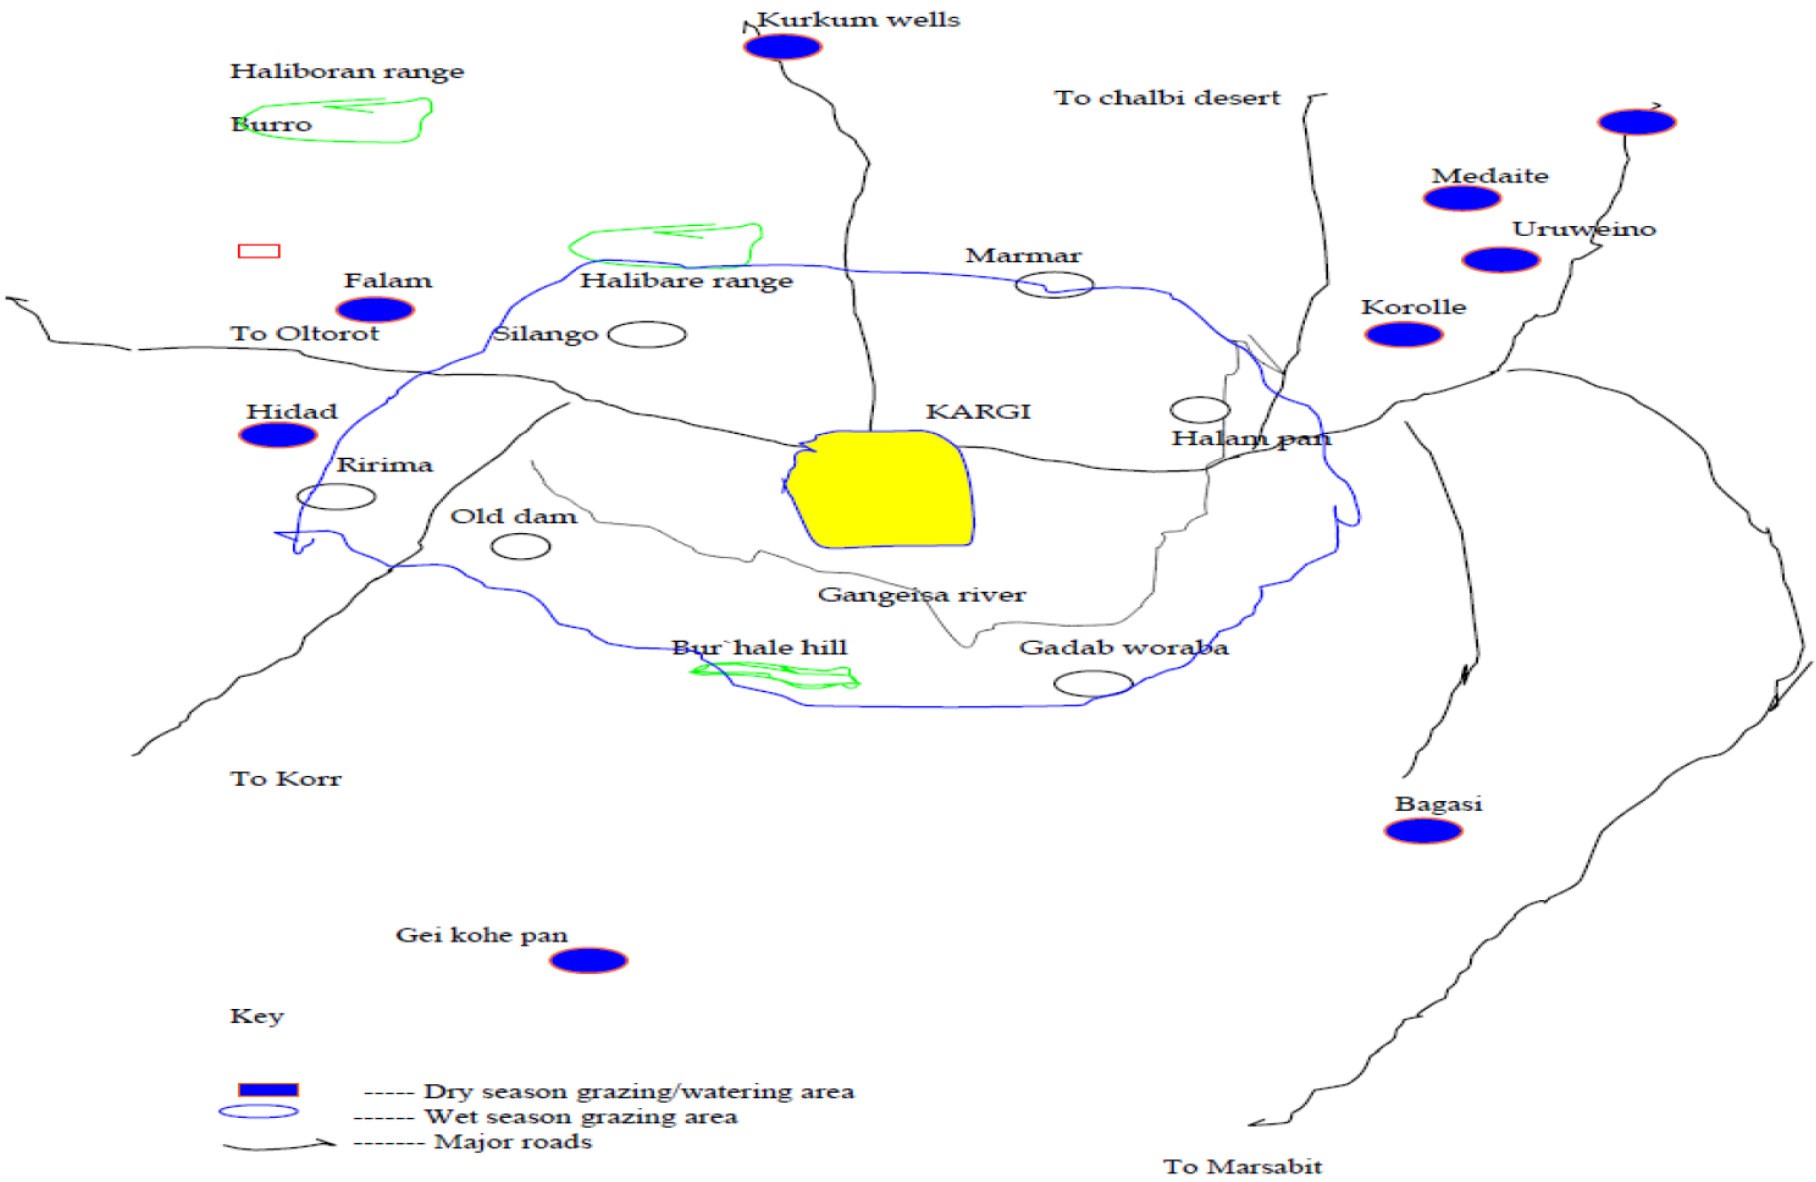 Kurkum wells
Haliboran range
To chalbi desert
Burro
Medaite
Uruweino
Marmar
Falam
Halibare range
Korolle
To Oltorot
Silango
Hidad
KARGI
Halam pan
Ririma
Old dam
Gangeisa river
Bur`hale hill
Gadab woraba
To Korr
Bagasi
Gei kohe pan
Key
----- Dry season grazing/watering area
------ Wet season grazing area
------- Major roads
To Marsabit